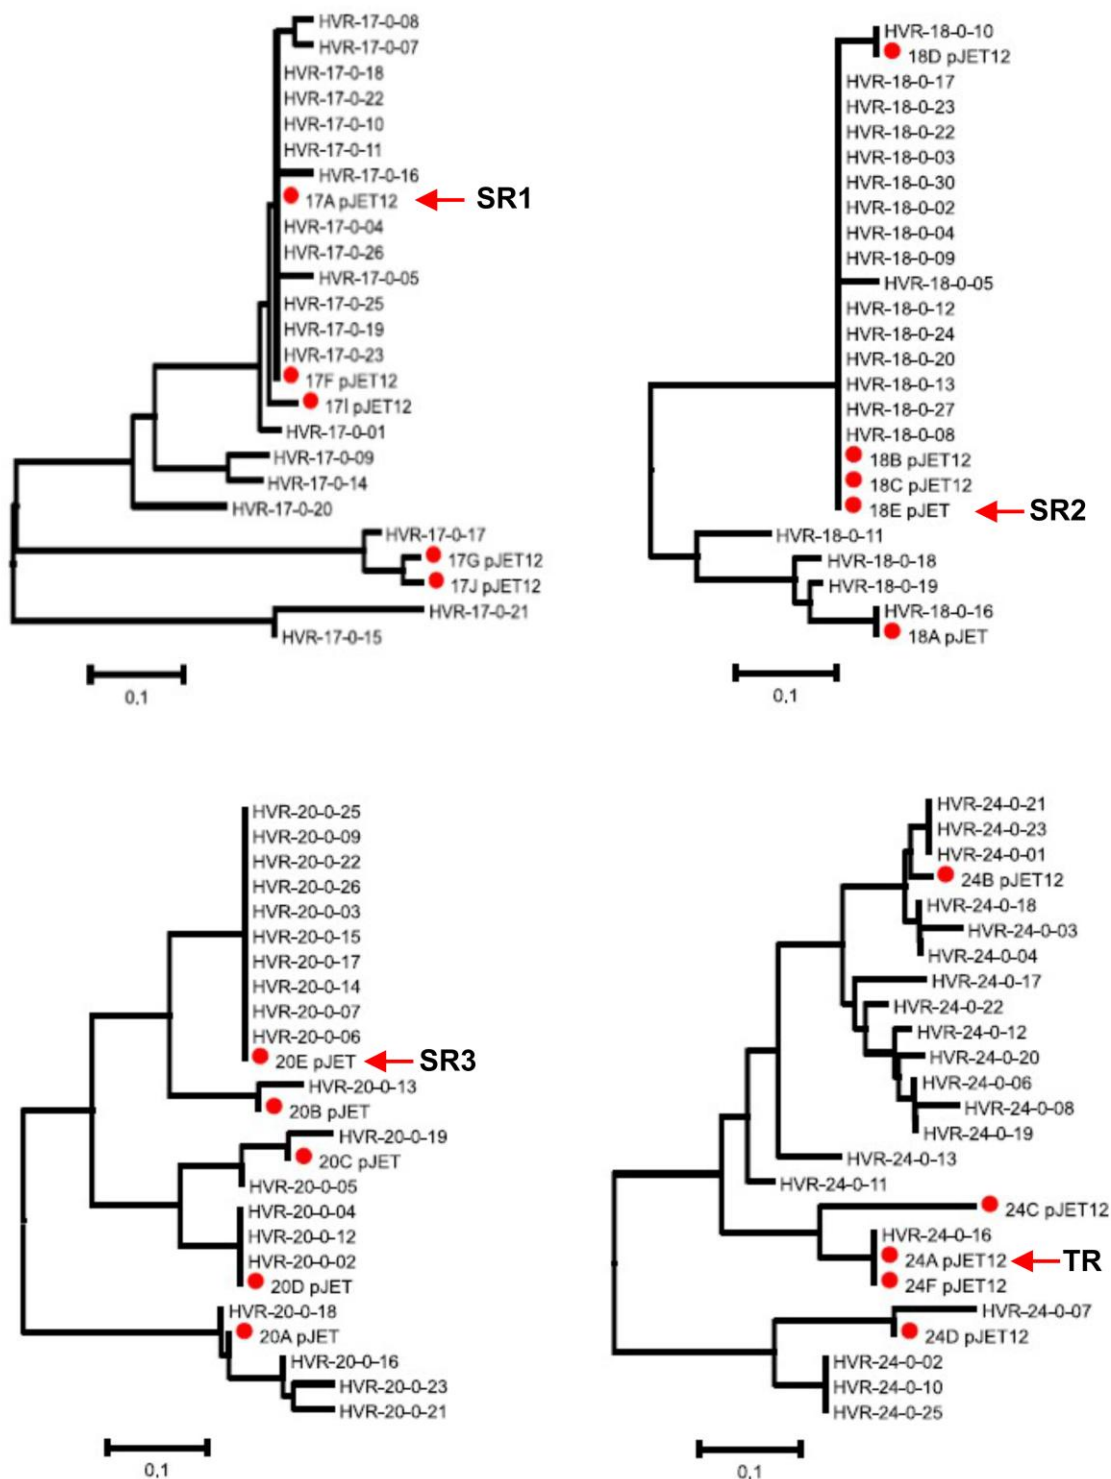 HVR-17-0-08
HVR-17-0-07
HVR-17-0-18
HVR-17-0-22
HVR-17-0-10
HVR-17-0-11
HVR-17-0-16
17A pJET12
SR1
HVR-17-0-04
HVR-17-0-26
HVR-17-0-05
HVR-17-0-25
HVR-17-0-19
HVR-17-0-23
17F pJET12
17I pJET12
HVR-17-0-01
HVR-17-0-09
HVR-17-0-14
HVR-17-0-20
HVR-17-0-17
17G pJET12
17J pJET12
HVR-17-0-21
HVR-17-0-15
0,1
HVR-18-0-10
18D pJET12
HVR-18-0-17
HVR-18-0-23
HVR-18-0-22
HVR-18-0-03
HVR-18-0-30
HVR-18-0-02
HVR-18-0-04
HVR-18-0-09
HVR-18-0-05
HVR-18-0-12
HVR-18-0-24
HVR-18-0-20
HVR-18-0-13
HVR-18-0-27
HVR-18-0-08
18B pJET12
18C pJET12
18E pJET
SR2
HVR-18-0-11
HVR-18-0-18
HVR-18-0-19
HVR-18-0-16
18A pJET
0,1
HVR-20-0-25
HVR-20-0-09
HVR-20-0-22
HVR-20-0-26
HVR-20-0-03
HVR-20-0-15
HVR-20-0-17
HVR-20-0-14
HVR-20-0-07
HVR-20-0-06
20E pJET
SR3
HVR-20-0-13
20B pJET
HVR-20-0-19
20C pJET
HVR-20-0-05
HVR-20-0-04
HVR-20-0-12
HVR-20-0-02
20D pJET
HVR-20-0-18
20A pJET
HVR-20-0-16
HVR-20-0-23
HVR-20-0-21
0,1
HVR-24-0-21
HVR-24-0-23
HVR-24-0-01
24B pJET12
HVR-24-0-18
HVR-24-0-03
HVR-24-0-04
HVR-24-0-17
HVR-24-0-22
HVR-24-0-12
HVR-24-0-20
HVR-24-0-06
HVR-24-0-08
HVR-24-0-19
HVR-24-0-13
HVR-24-0-11
24C pJET12
HVR-24-0-16
24A pJET12
TR
24F pJET12
HVR-24-0-07
24D pJET12
HVR-24-0-02
HVR-24-0-10
HVR-24-0-25
0,1